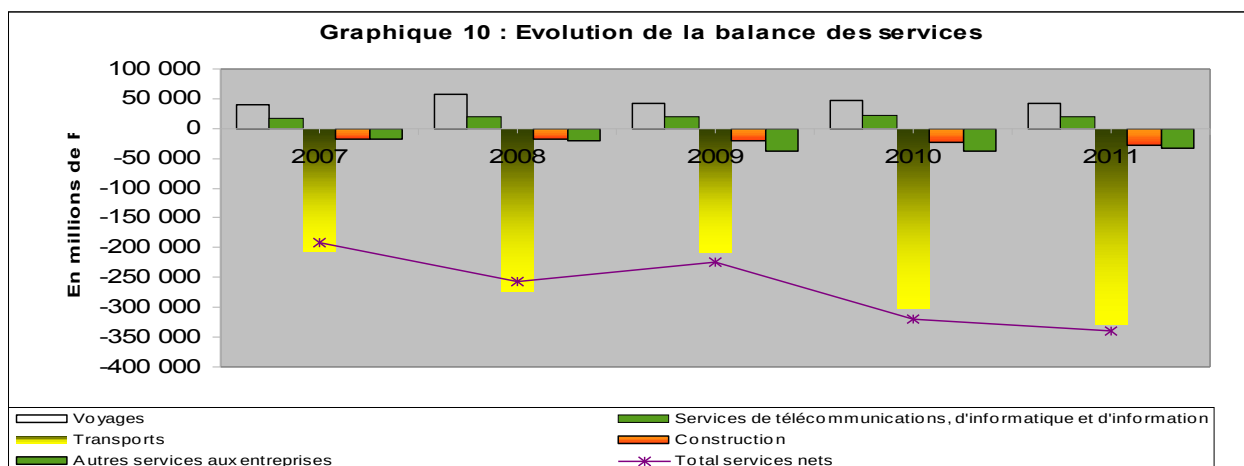 Graphique 10 : Evolution de la balance des services
En millions de F
100 000
50 000
0
-50 000
-100 000
-150 000
-200 000
-250 000
-300 000
-350 000
-400 000
2007 2008 2009 2010 2011
Voyages Services de télécommunications, d'informatique et d'information
Transports Construction
Autres services aux entreprises Total services nets